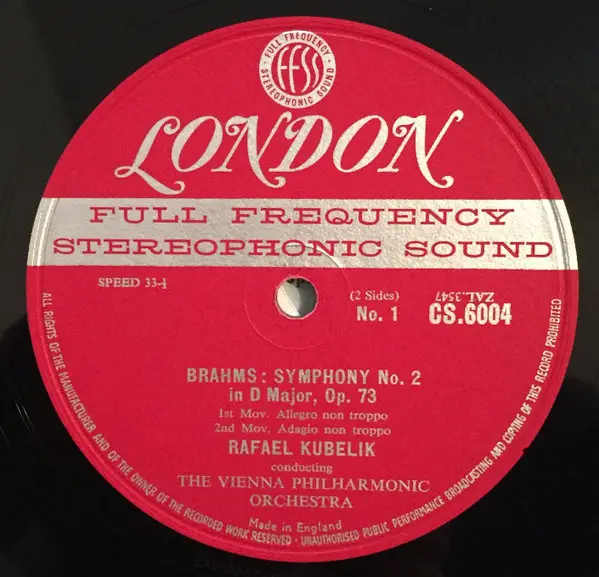 FULL FREQUENCY
FFSS
STEREOPHONIC SOUND
LONDON
FULL FREQUENCY
STEREOPHONIC SOUND
SPEED 33⅓
(2 Sides)
No. 1
ZAL.3547
CS.6004
BRAHMS : SYMPHONY No. 2
in D Major, Op. 73
1st Mov. Allegro non troppo
2nd Mov. Adagio non troppo
RAFAEL KUBELIK
conducting
THE VIENNA PHILHARMONIC
ORCHESTRA
Made in England
ALL RIGHTS OF THE MANUFACTURER AND OF THE OWNER OF THE RECORDED WORK RESERVED · UNAUTHORISED PUBLIC PERFORMANCE BROADCASTING AND COPYING OF THIS RECORD PROHIBITED